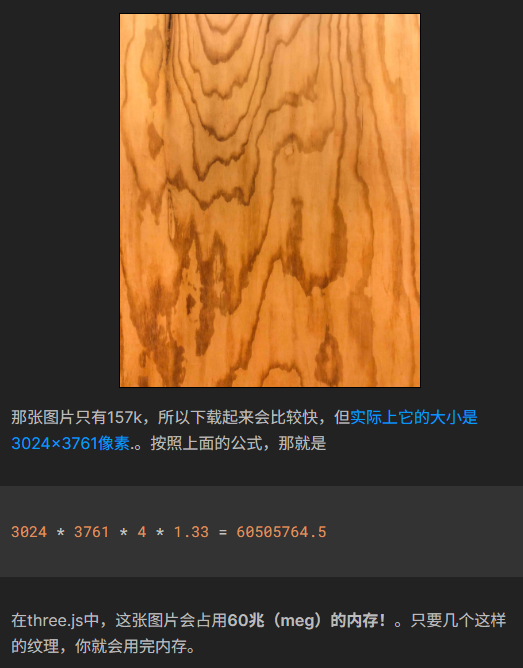 那张图片只有157k，所以下载起来会比较快，但实际上它的大小是
3024×3761像素.。按照上面的公式，那就是
3024 * 3761 * 4 * 1.33 = 60505764.5
在three.js中，这张图片会占用60兆（meg）的内存！。只要几个这样
的纹理，你就会用完内存。